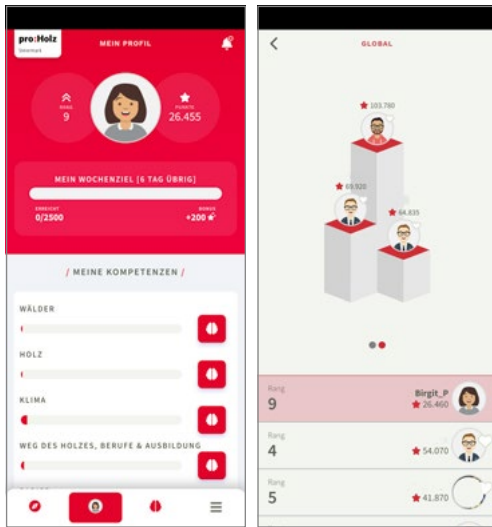 pro:Holz
Steiermark
MEIN PROFIL
RANG
9
PUNKTE
26.455
MEIN WOCHENZIEL [6 TAG ÜBRIG]
ERREICHT
0/2500
BONUS
+200
/ MEINE KOMPETENZEN /
WÄLDER
HOLZ
KLIMA
WEG DES HOLZES, BERUFE & AUSBILDUNG
GLOBAL
103.760
69.920
64.835
Rang
9
Birgit_P
26.460
Rang
4
54.070
Rang
5
41.870